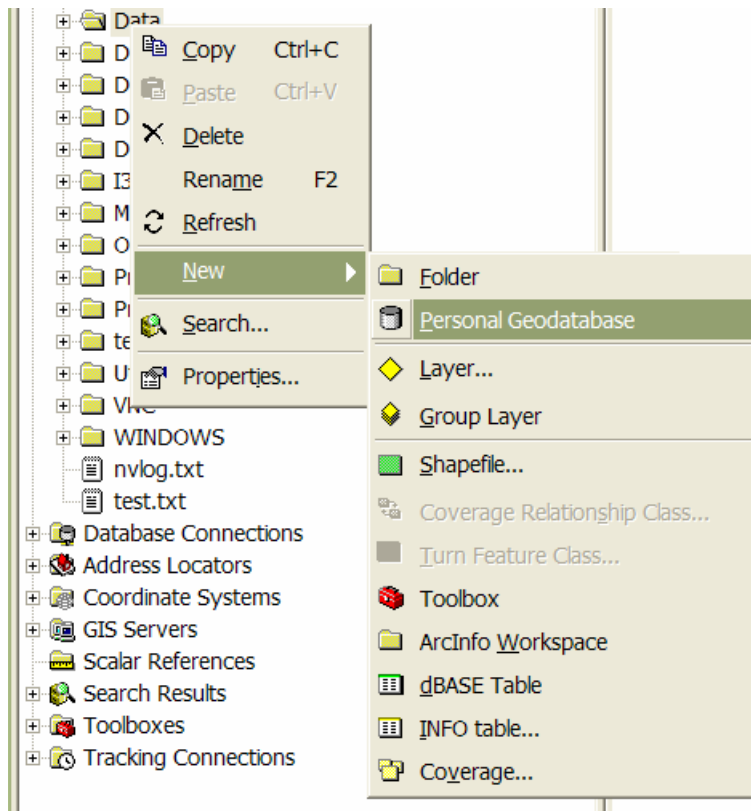 Data
Copy Ctrl+C
D
Paste Ctrl+V
D
D
Delete
D
I3
Rename F2
M
Refresh
O
New
Folder
Personal Geodatabase
Search...
te
Properties...
Layer...
WINDOWS
Group Layer
nvlog.txt
Shapefile...
test.txt
Coverage Relationship Class...
Database Connections
Turn Feature Class...
Address Locators
Toolbox
Coordinate Systems
ArcInfo Workspace
GIS Servers
Scalar References
dBASE Table
Search Results
INFO table...
Toolboxes
Tracking Connections
Coverage...